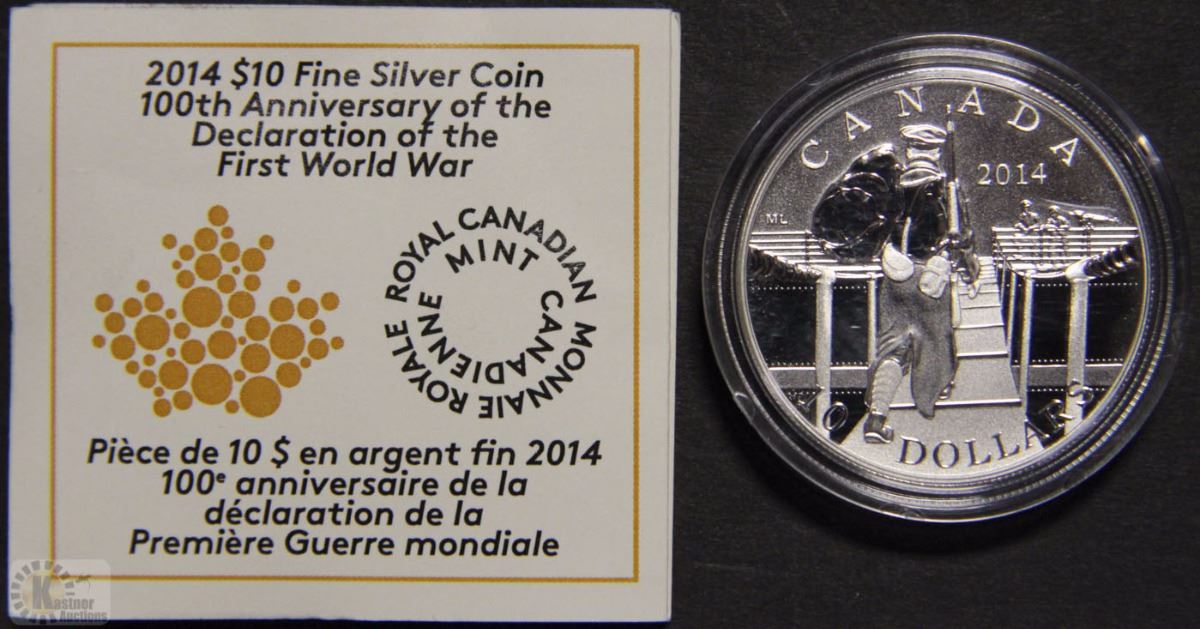 2014 $10 Fine Silver Coin
100th Anniversary of the
Declaration of the
First World War
ROYAL CANADIAN MINT
MONNAIE ROYALE CANADIENNE
Pièce de 10 $ en argent fin 2014
100e anniversaire de la
déclaration de la
Première Guerre mondiale
CANADA
2014
ML
10 DOLLARS
Kastner
Auctions